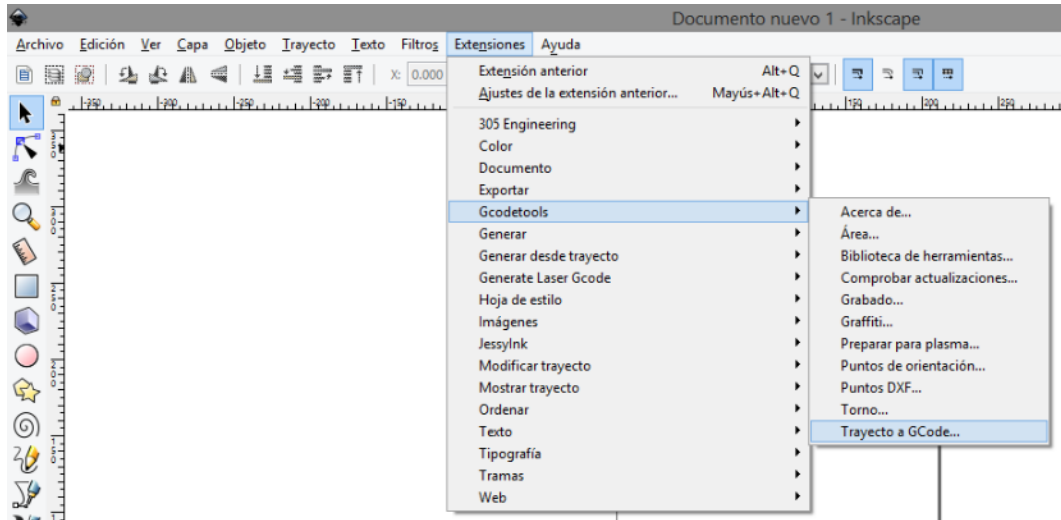 Documento nuevo 1 - Inkscape
Archivo Edición Ver Capa Objeto Trayecto Texto Filtros Extensiones Ayuda
X: 0.000
Extensión anterior Alt+Q
Ajustes de la extensión anterior... Mayús+Alt+Q
305 Engineering
Color
Documento
Exportar
Gcodetools
Generar
Generar desde trayecto
Generate Laser Gcode
Hoja de estilo
Imágenes
JessyInk
Modificar trayecto
Mostrar trayecto
Ordenar
Texto
Tipografía
Tramas
Web
Acerca de...
Área...
Biblioteca de herramientas...
Comprobar actualizaciones...
Grabado...
Graffiti...
Preparar para plasma...
Puntos de orientación...
Puntos DXF...
Torno...
Trayecto a GCode...